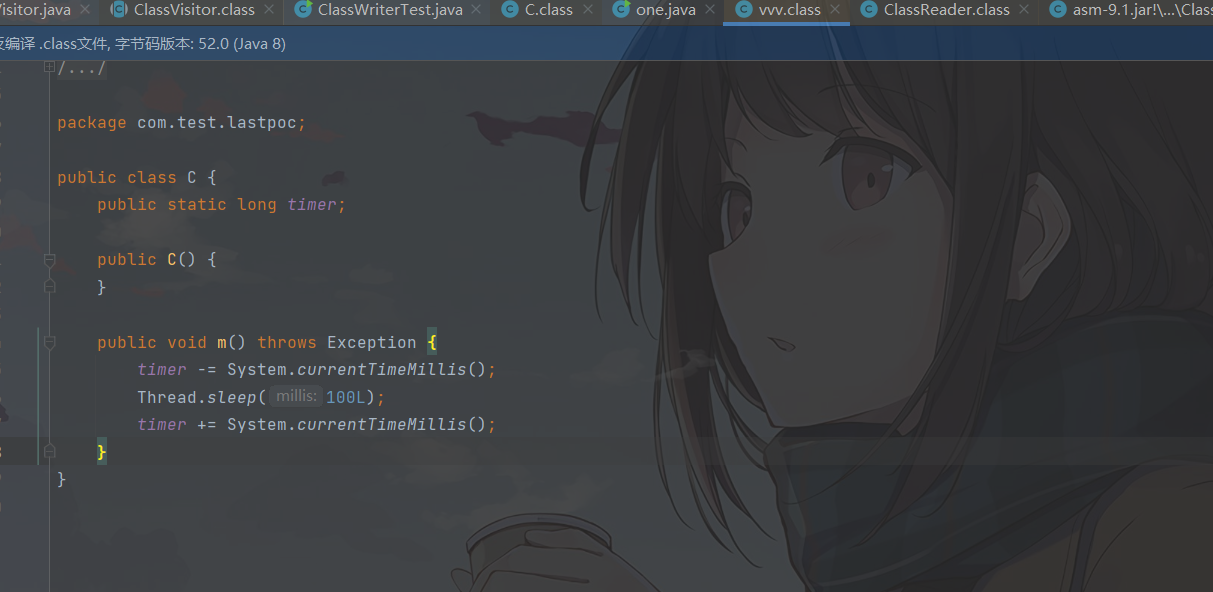 isitor.java ClassVisitor.class ClassWriterTest.java C.class one.java vvv.class ClassReader.class asm-9.1.jar!\...\Clas
编译 .class文件, 字节码版本: 52.0 (Java 8)
/.../
package com.test.lastpoc;
public class C {
public static long timer;
public C() {
}
public void m() throws Exception {
timer -= System.currentTimeMillis();
Thread.sleep( millis: 100L);
timer += System.currentTimeMillis();
}
}